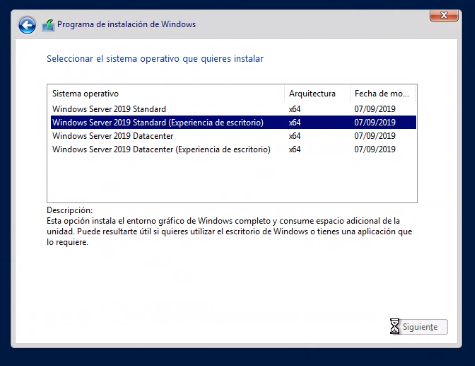 Programa de instalación de Windows
Seleccionar el sistema operativo que quieres instalar
Sistema operativo Arquitectura Fecha de mo...
Windows Server 2019 Standard x64 07/09/2019
Windows Server 2019 Standard (Experiencia de escritorio) x64 07/09/2019
Windows Server 2019 Datacenter x64 07/09/2019
Windows Server 2019 Datacenter (Experiencia de escritorio) x64 07/09/2019
Descripción:
Esta opción instala el entorno gráfico de Windows completo y consume espacio adicional de la
unidad. Puede resultarte útil si quieres utilizar el escritorio de Windows o tienes una aplicación que
lo requiere.
Siguiente